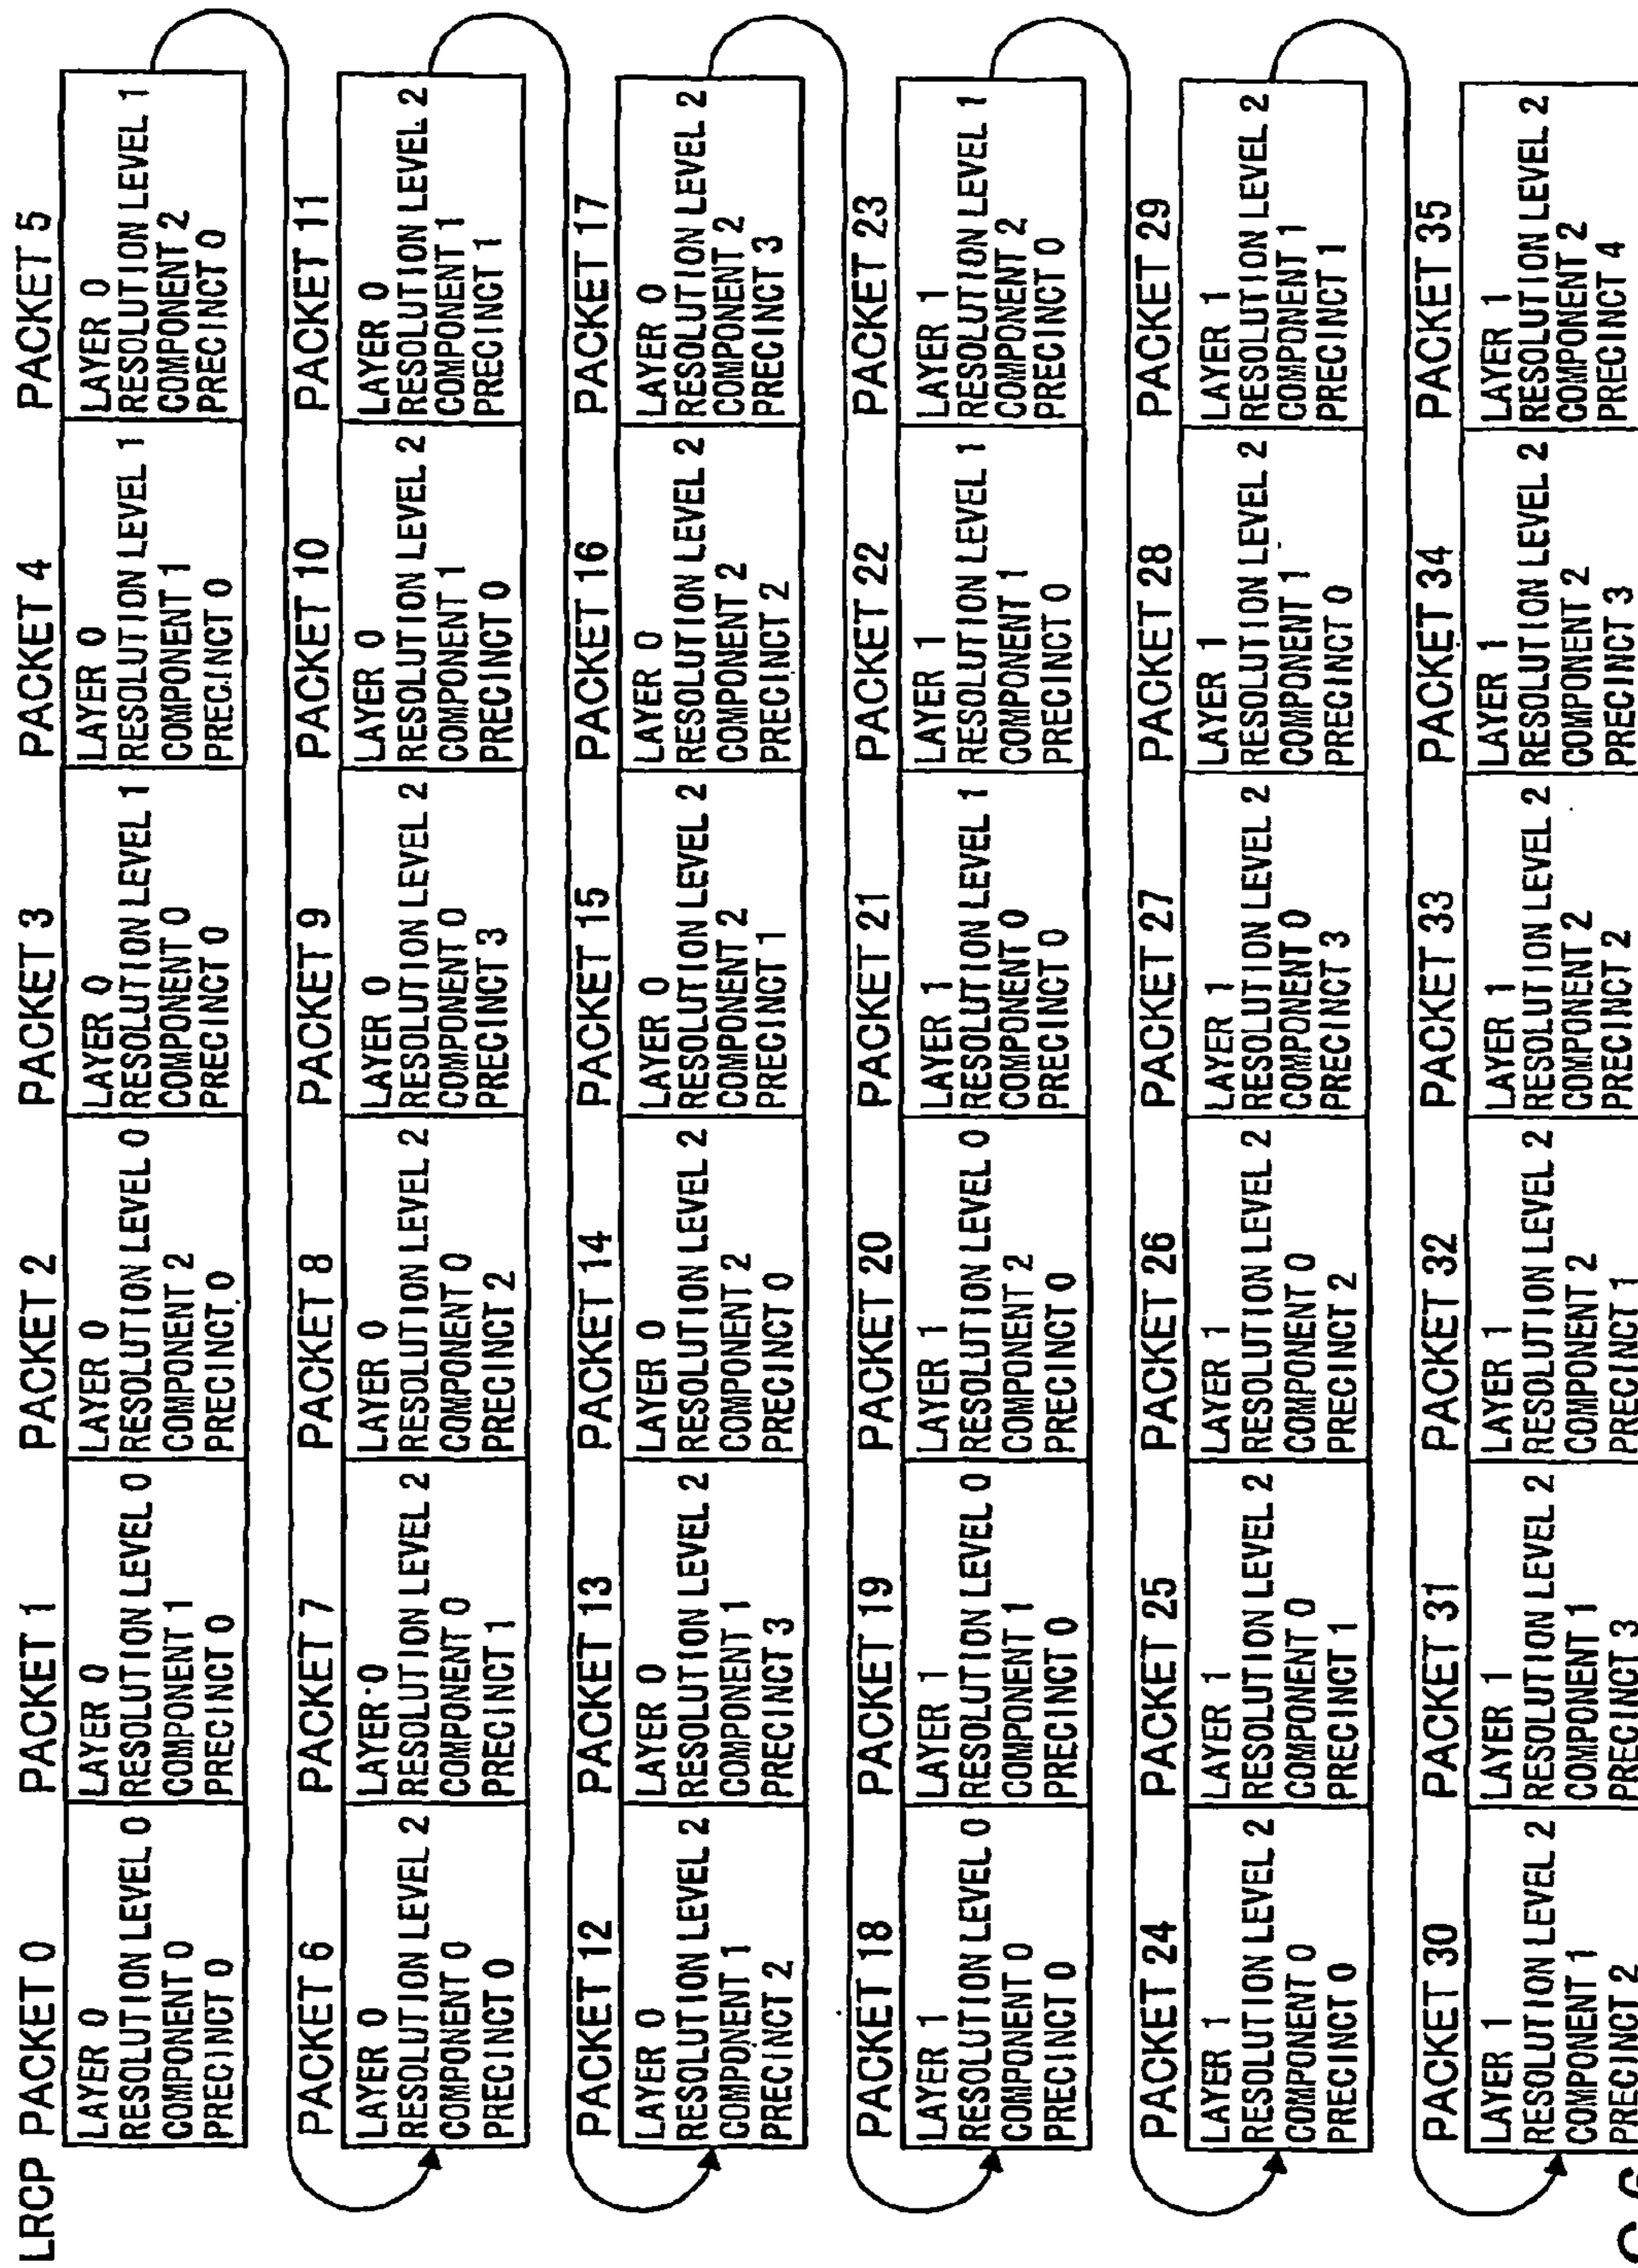 LRCP
PACKET 0
LAYER 0
RESOLUTION LEVEL 0
COMPONENT 0
PRECINCT 0
PACKET 1
LAYER 0
RESOLUTION LEVEL 0
COMPONENT 1
PRECINCT 0
PACKET 2
LAYER 0
RESOLUTION LEVEL 0
COMPONENT 2
PRECINCT 0
PACKET 3
LAYER 0
RESOLUTION LEVEL 1
COMPONENT 0
PRECINCT 0
PACKET 4
LAYER 0
RESOLUTION LEVEL 1
COMPONENT 1
PRECINCT 0
PACKET 5
LAYER 0
RESOLUTION LEVEL 1
COMPONENT 2
PRECINCT 0
PACKET 6
LAYER 0
RESOLUTION LEVEL 2
COMPONENT 0
PRECINCT 0
PACKET 7
LAYER 0
RESOLUTION LEVEL 2
COMPONENT 0
PRECINCT 1
PACKET 8
LAYER 0
RESOLUTION LEVEL 2
COMPONENT 0
PRECINCT 2
PACKET 9
LAYER 0
RESOLUTION LEVEL 2
COMPONENT 0
PRECINCT 3
PACKET 10
LAYER 0
RESOLUTION LEVEL 2
COMPONENT 1
PRECINCT 0
PACKET 11
LAYER 0
RESOLUTION LEVEL 2
COMPONENT 1
PRECINCT 1
PACKET 12
LAYER 0
RESOLUTION LEVEL 2
COMPONENT 1
PRECINCT 2
PACKET 13
LAYER 0
RESOLUTION LEVEL 2
COMPONENT 1
PRECINCT 3
PACKET 14
LAYER 0
RESOLUTION LEVEL 2
COMPONENT 2
PRECINCT 0
PACKET 15
LAYER 0
RESOLUTION LEVEL 2
COMPONENT 2
PRECINCT 1
PACKET 16
LAYER 0
RESOLUTION LEVEL 2
COMPONENT 2
PRECINCT 2
PACKET 17
LAYER 0
RESOLUTION LEVEL 2
COMPONENT 2
PRECINCT 3
PACKET 18
LAYER 1
RESOLUTION LEVEL 0
COMPONENT 0
PRECINCT 0
PACKET 19
LAYER 1
RESOLUTION LEVEL 0
COMPONENT 1
PRECINCT 0
PACKET 20
LAYER 1
RESOLUTION LEVEL 0
COMPONENT 2
PRECINCT 0
PACKET 21
LAYER 1
RESOLUTION LEVEL 1
COMPONENT 0
PRECINCT 0
PACKET 22
LAYER 1
RESOLUTION LEVEL 1
COMPONENT 1
PRECINCT 0
PACKET 23
LAYER 1
RESOLUTION LEVEL 1
COMPONENT 2
PRECINCT 0
PACKET 24
LAYER 1
RESOLUTION LEVEL 2
COMPONENT 0
PRECINCT 0
PACKET 25
LAYER 1
RESOLUTION LEVEL 2
COMPONENT 0
PRECINCT 1
PACKET 26
LAYER 1
RESOLUTION LEVEL 2
COMPONENT 0
PRECINCT 2
PACKET 27
LAYER 1
RESOLUTION LEVEL 2
COMPONENT 0
PRECINCT 3
PACKET 28
LAYER 1
RESOLUTION LEVEL 2
COMPONENT 1
PRECINCT 0
PACKET 29
LAYER 1
RESOLUTION LEVEL 2
COMPONENT 1
PRECINCT 1
PACKET 30
LAYER 1
RESOLUTION LEVEL 2
COMPONENT 1
PRECINCT 2
PACKET 31
LAYER 1
RESOLUTION LEVEL 2
COMPONENT 1
PRECINCT 3
PACKET 32
LAYER 1
RESOLUTION LEVEL 2
COMPONENT 2
PRECINCT 1
PACKET 33
LAYER 1
RESOLUTION LEVEL 2
COMPONENT 2
PRECINCT 2
PACKET 34
LAYER 1
RESOLUTION LEVEL 2
COMPONENT 2
PRECINCT 3
PACKET 35
LAYER 1
RESOLUTION LEVEL 2
COMPONENT 2
PRECINCT 4